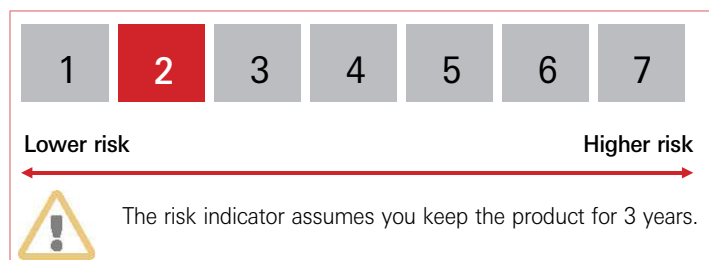 1 2 3 4 5 6 7
Lower risk Higher risk
The risk indicator assumes you keep the product for 3 years.